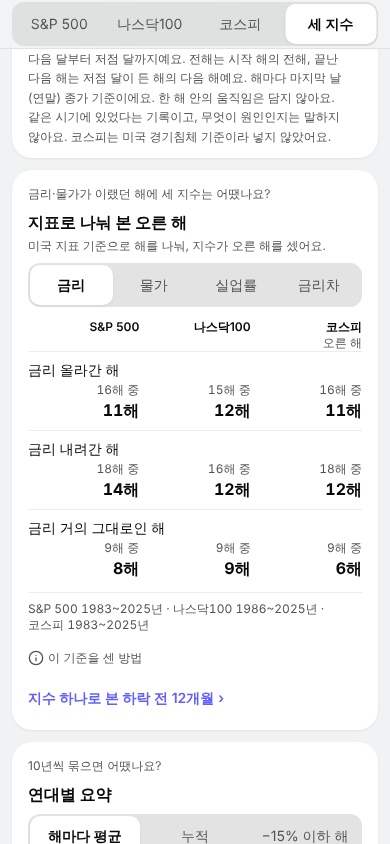 S&P 500 나스닥100 코스피 세 지수
다음 달부터 저점 달까지예요. 전해는 시작 해의 전해, 끝난
다음 해는 저점 달이 든 해의 다음 해예요. 해마다 마지막 날
(연말) 종가 기준이에요. 한 해 안의 움직임은 담지 않아요.
같은 시기에 있었다는 기록이고, 무엇이 원인인지는 말하지
않아요. 코스피는 미국 경기침체 기준이라 넣지 않았어요.
금리·물가가 이랬던 해에 세 지수는 어땠나요?
지표로 나눠 본 오른 해
미국 지표 기준으로 해를 나눠, 지수가 오른 해를 셌어요.
금리 물가 실업률 금리차
S&P 500 나스닥100 코스피
오른 해
금리 올라간 해
16해 중 15해 중 16해 중
11해 12해 11해
금리 내려간 해
18해 중 16해 중 18해 중
14해 12해 12해
금리 거의 그대로인 해
9해 중 9해 중 9해 중
8해 9해 6해
S&P 500 1983~2025년 · 나스닥100 1986~2025년 ·
코스피 1983~2025년
이 기준을 센 방법
지수 하나로 본 하락 전 12개월 ›
10년씩 묶으면 어땠나요?
연대별 요약
해마다 평균 누적 −15% 이하 해